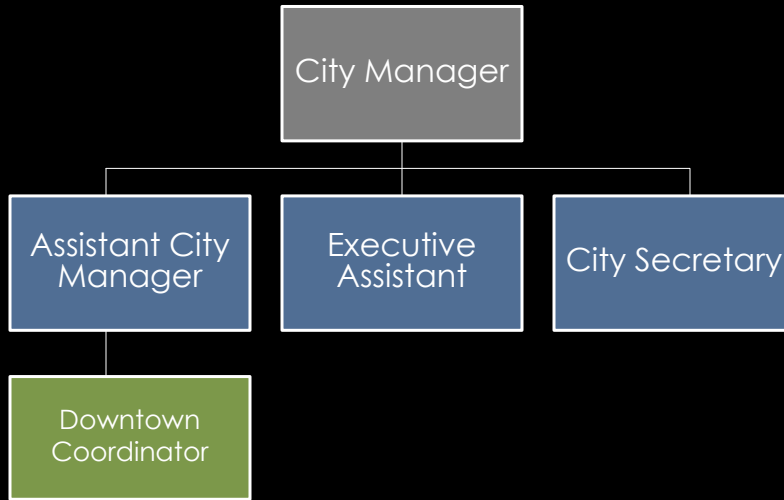 City Manager
Assistant City
Manager
Executive
Assistant
City Secretary
Downtown
Coordinator